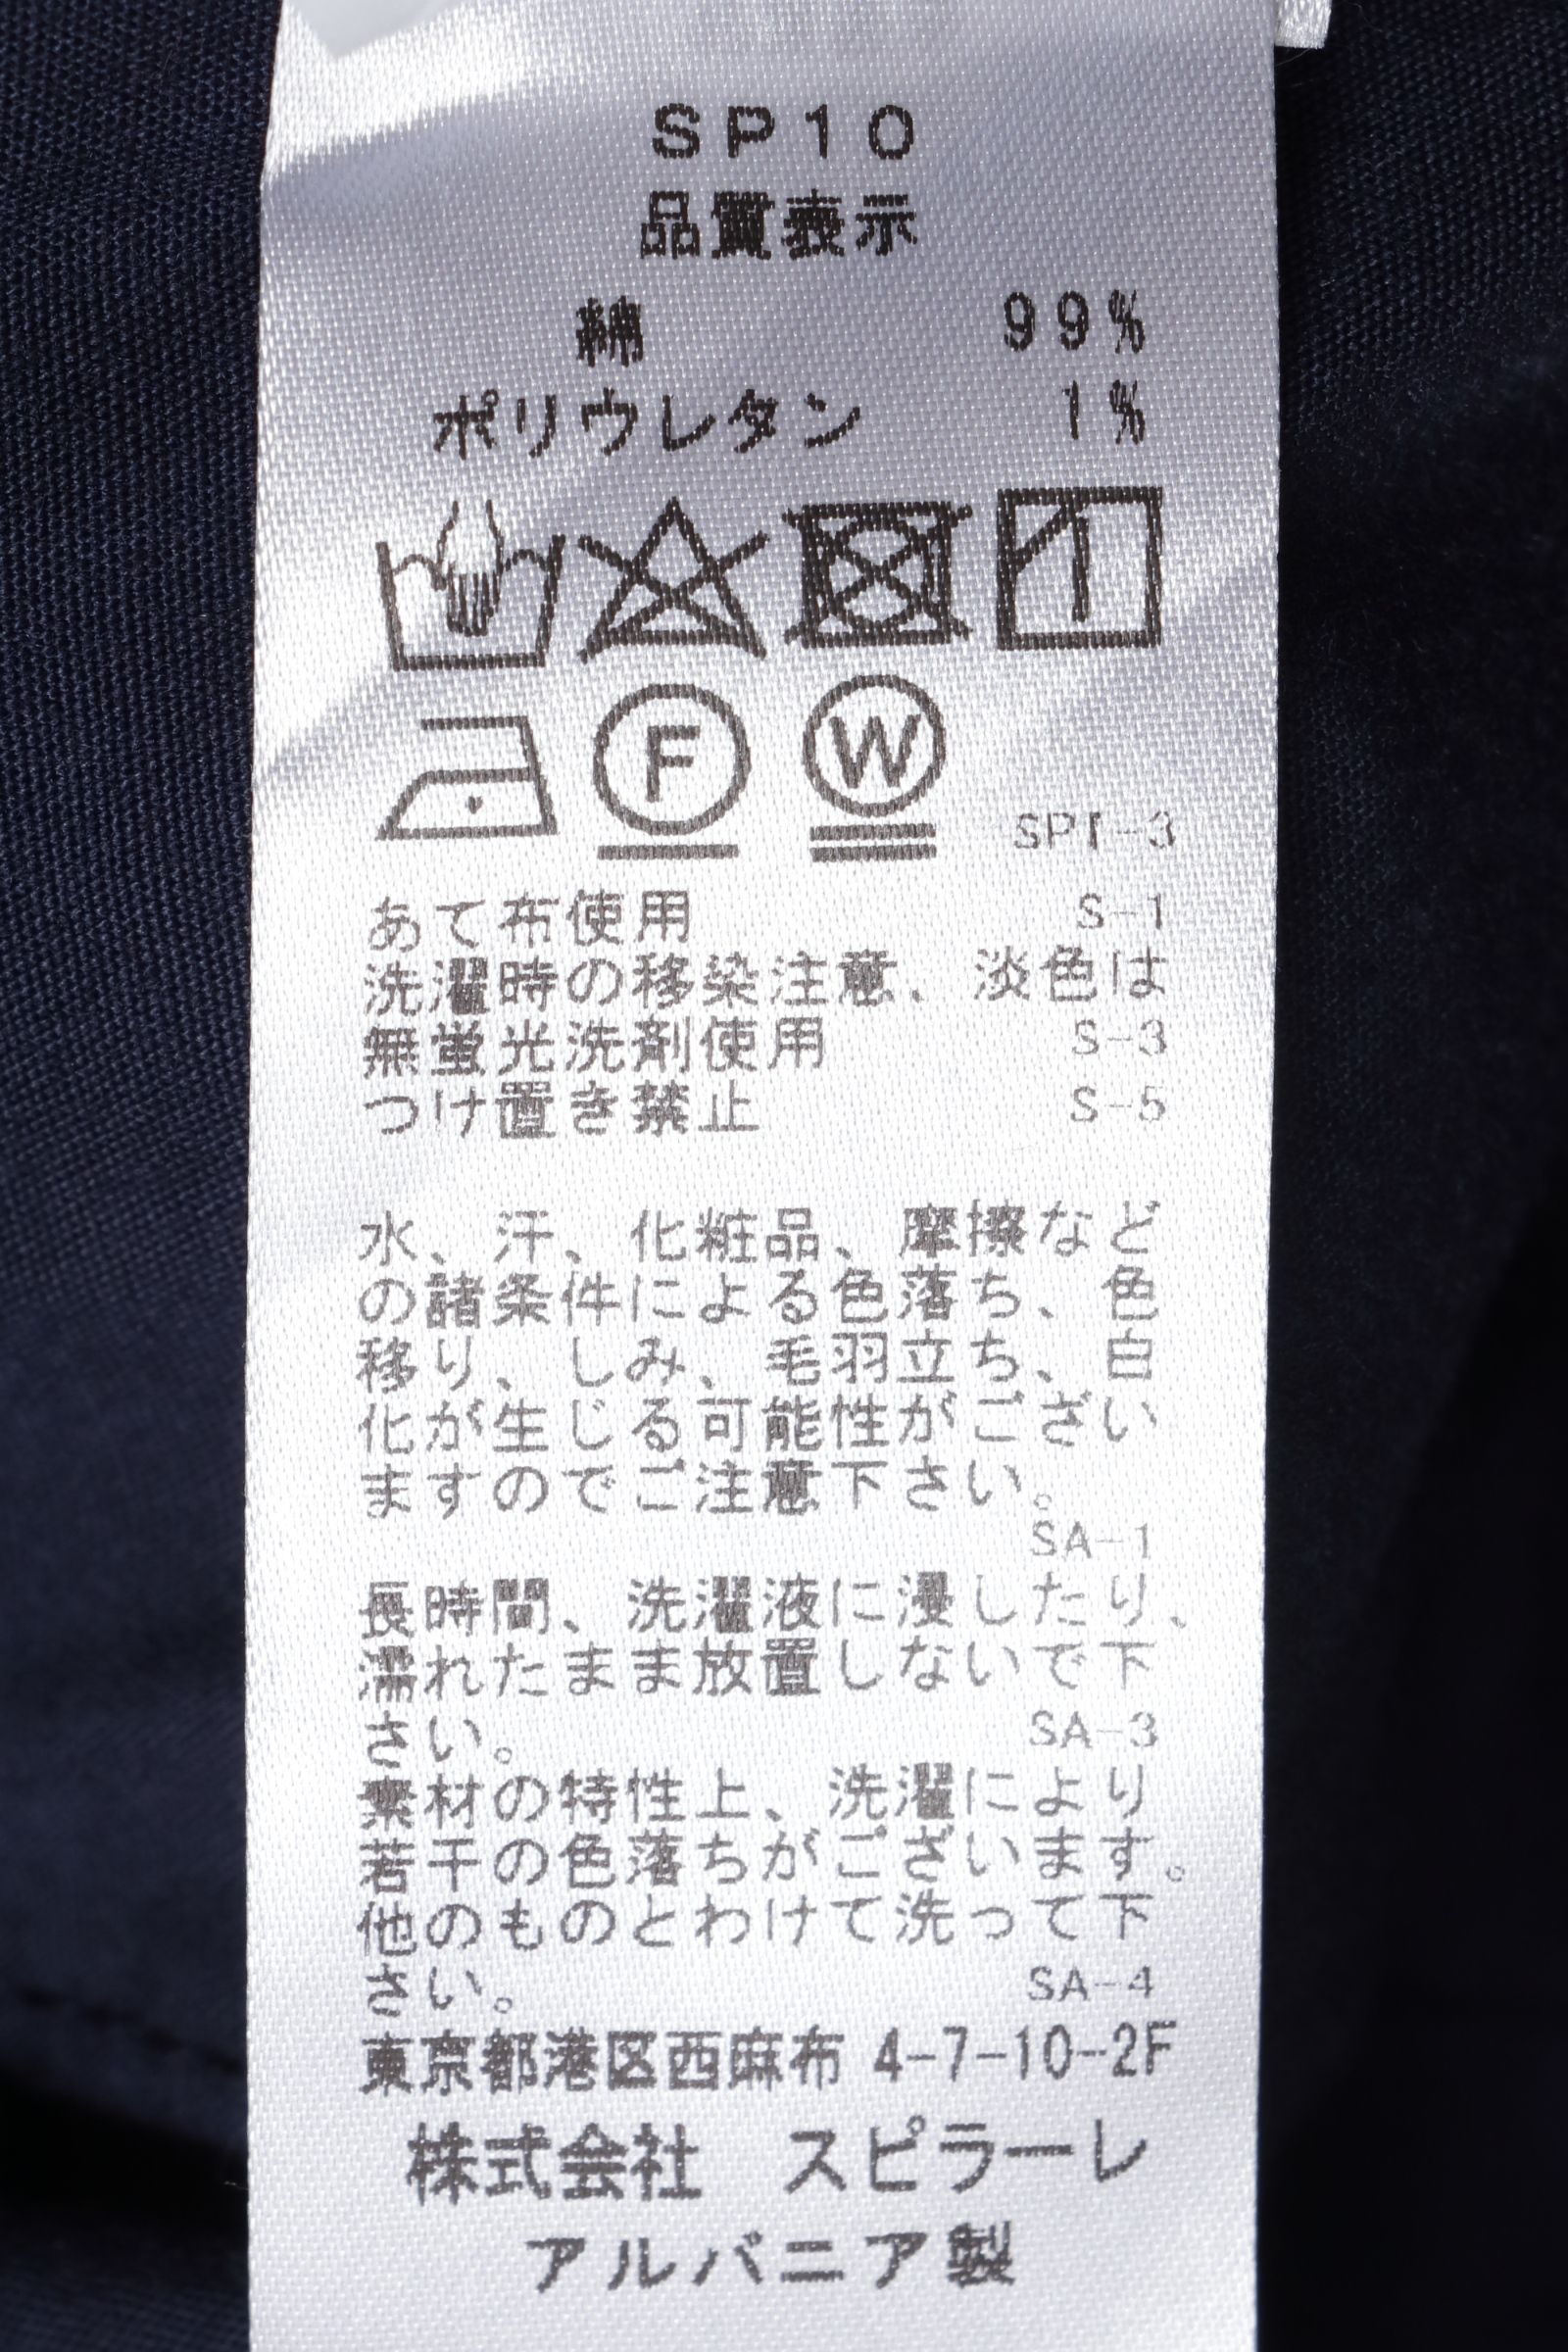 SP10
品質表示
綿 99%
ポリウレタン 1%
F W SPT-3
あて布使用 S-1
洗濯時の移染注意、淡色は
無蛍光洗剤使用 S-3
つけ置き禁止 S-5
水、汗、化粧品、摩擦など
の諸条件による色落ち、色
移り、しみ、毛羽立ち、白
化が生じる可能性がござい
ますのでご注意下さい。
SA-1
長時間、洗濯液に浸したり、
濡れたまま放置しないで下
さい。 SA-3
素材の特性上、洗濯により
若干の色落ちがございます。
他のものとわけて洗って下
さい。 SA-4
東京都港区西麻布 4-7-10-2F
株式会社 スピラーレ
アルバニア製